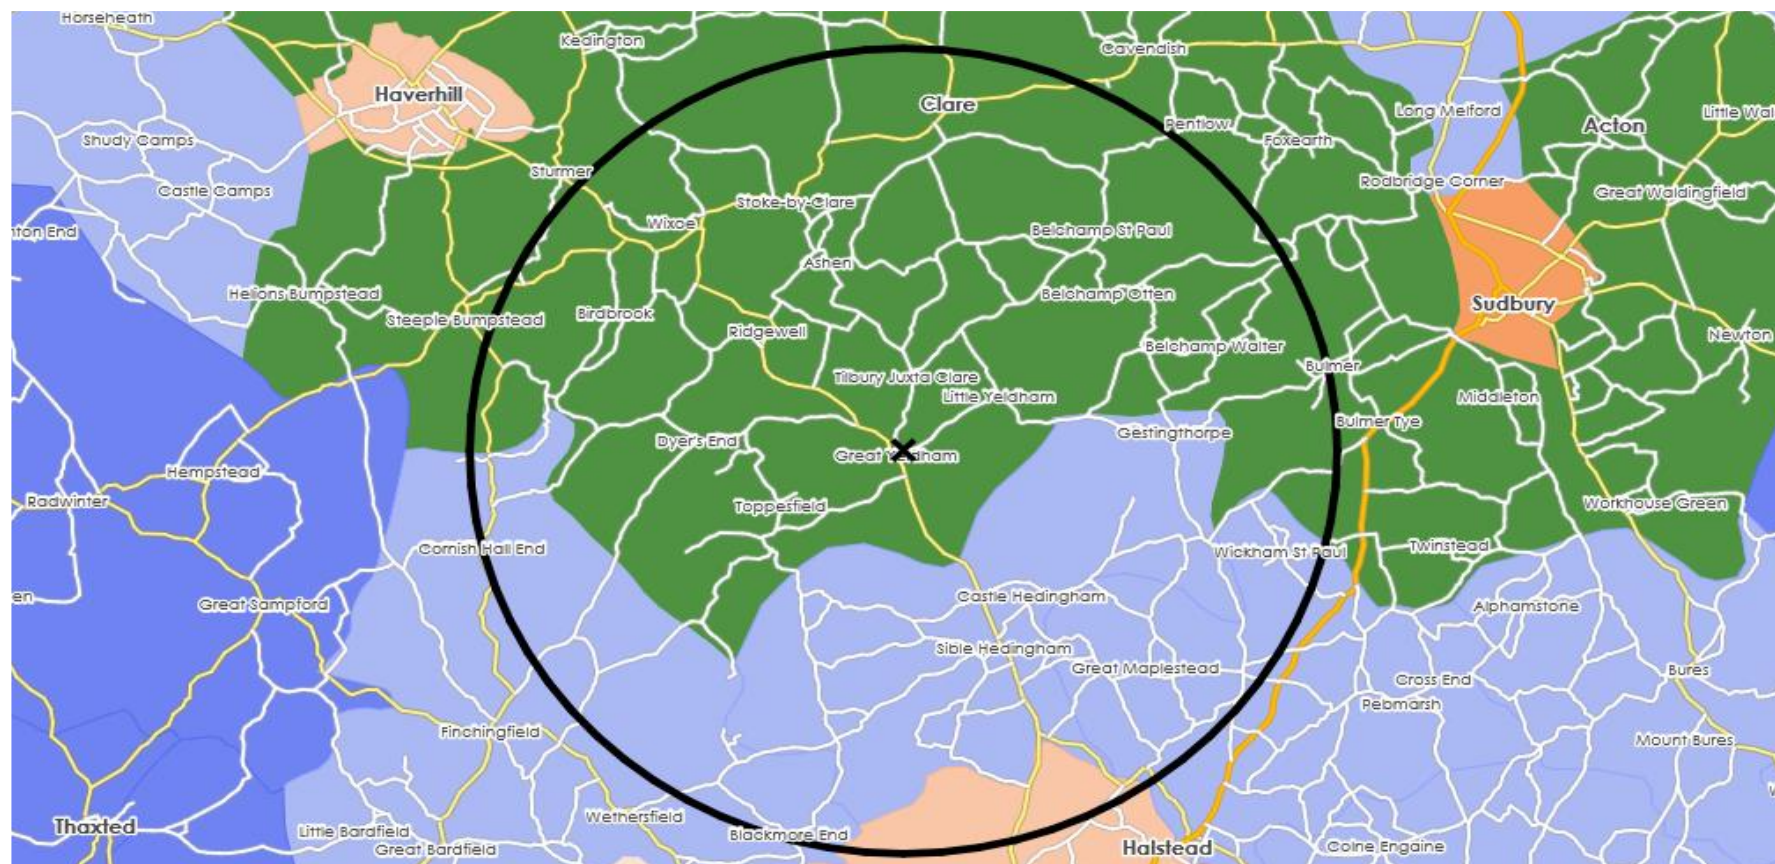 Horseheath
Kedington
Cavendish
Haverhill
Clare
Long Melford
Little Wal
Pentlow
Acton
Shudy Camps
Foxearth
Sturmer
Rodbridge Corner
Castle Camps
Great Waldingfield
Stoke-by-Clare
Wixoe
nton End
Belchamp St Paul
Ashen
Helions Bumpstead
Belchamp Otten
Sudbury
Birdbrook
Steeple Bumpstead
Ridgewell
Newton
Belchamp Walter
Bulmer
Tilbury Juxta Clare
Little Yeldham
Middleton
Bulmer Tye
Gestingthorpe
Dyer's End
Great Yeldham
Hempstead
Radwinter
Toppesfield
Workhouse Green
Cornish Hall End
Wickham St Paul
Twinstead
en
Castle Hedingham
Great Sampford
Alphamstone
Sible Hedingham
Great Maplestead
Bures
Cross End
Pebmarsh
Finchingfield
Mount Bures
Wethersfield
Thaxted
Little Bardfield
Blackmore End
Great Bardfield
Halstead
Colne Engaine